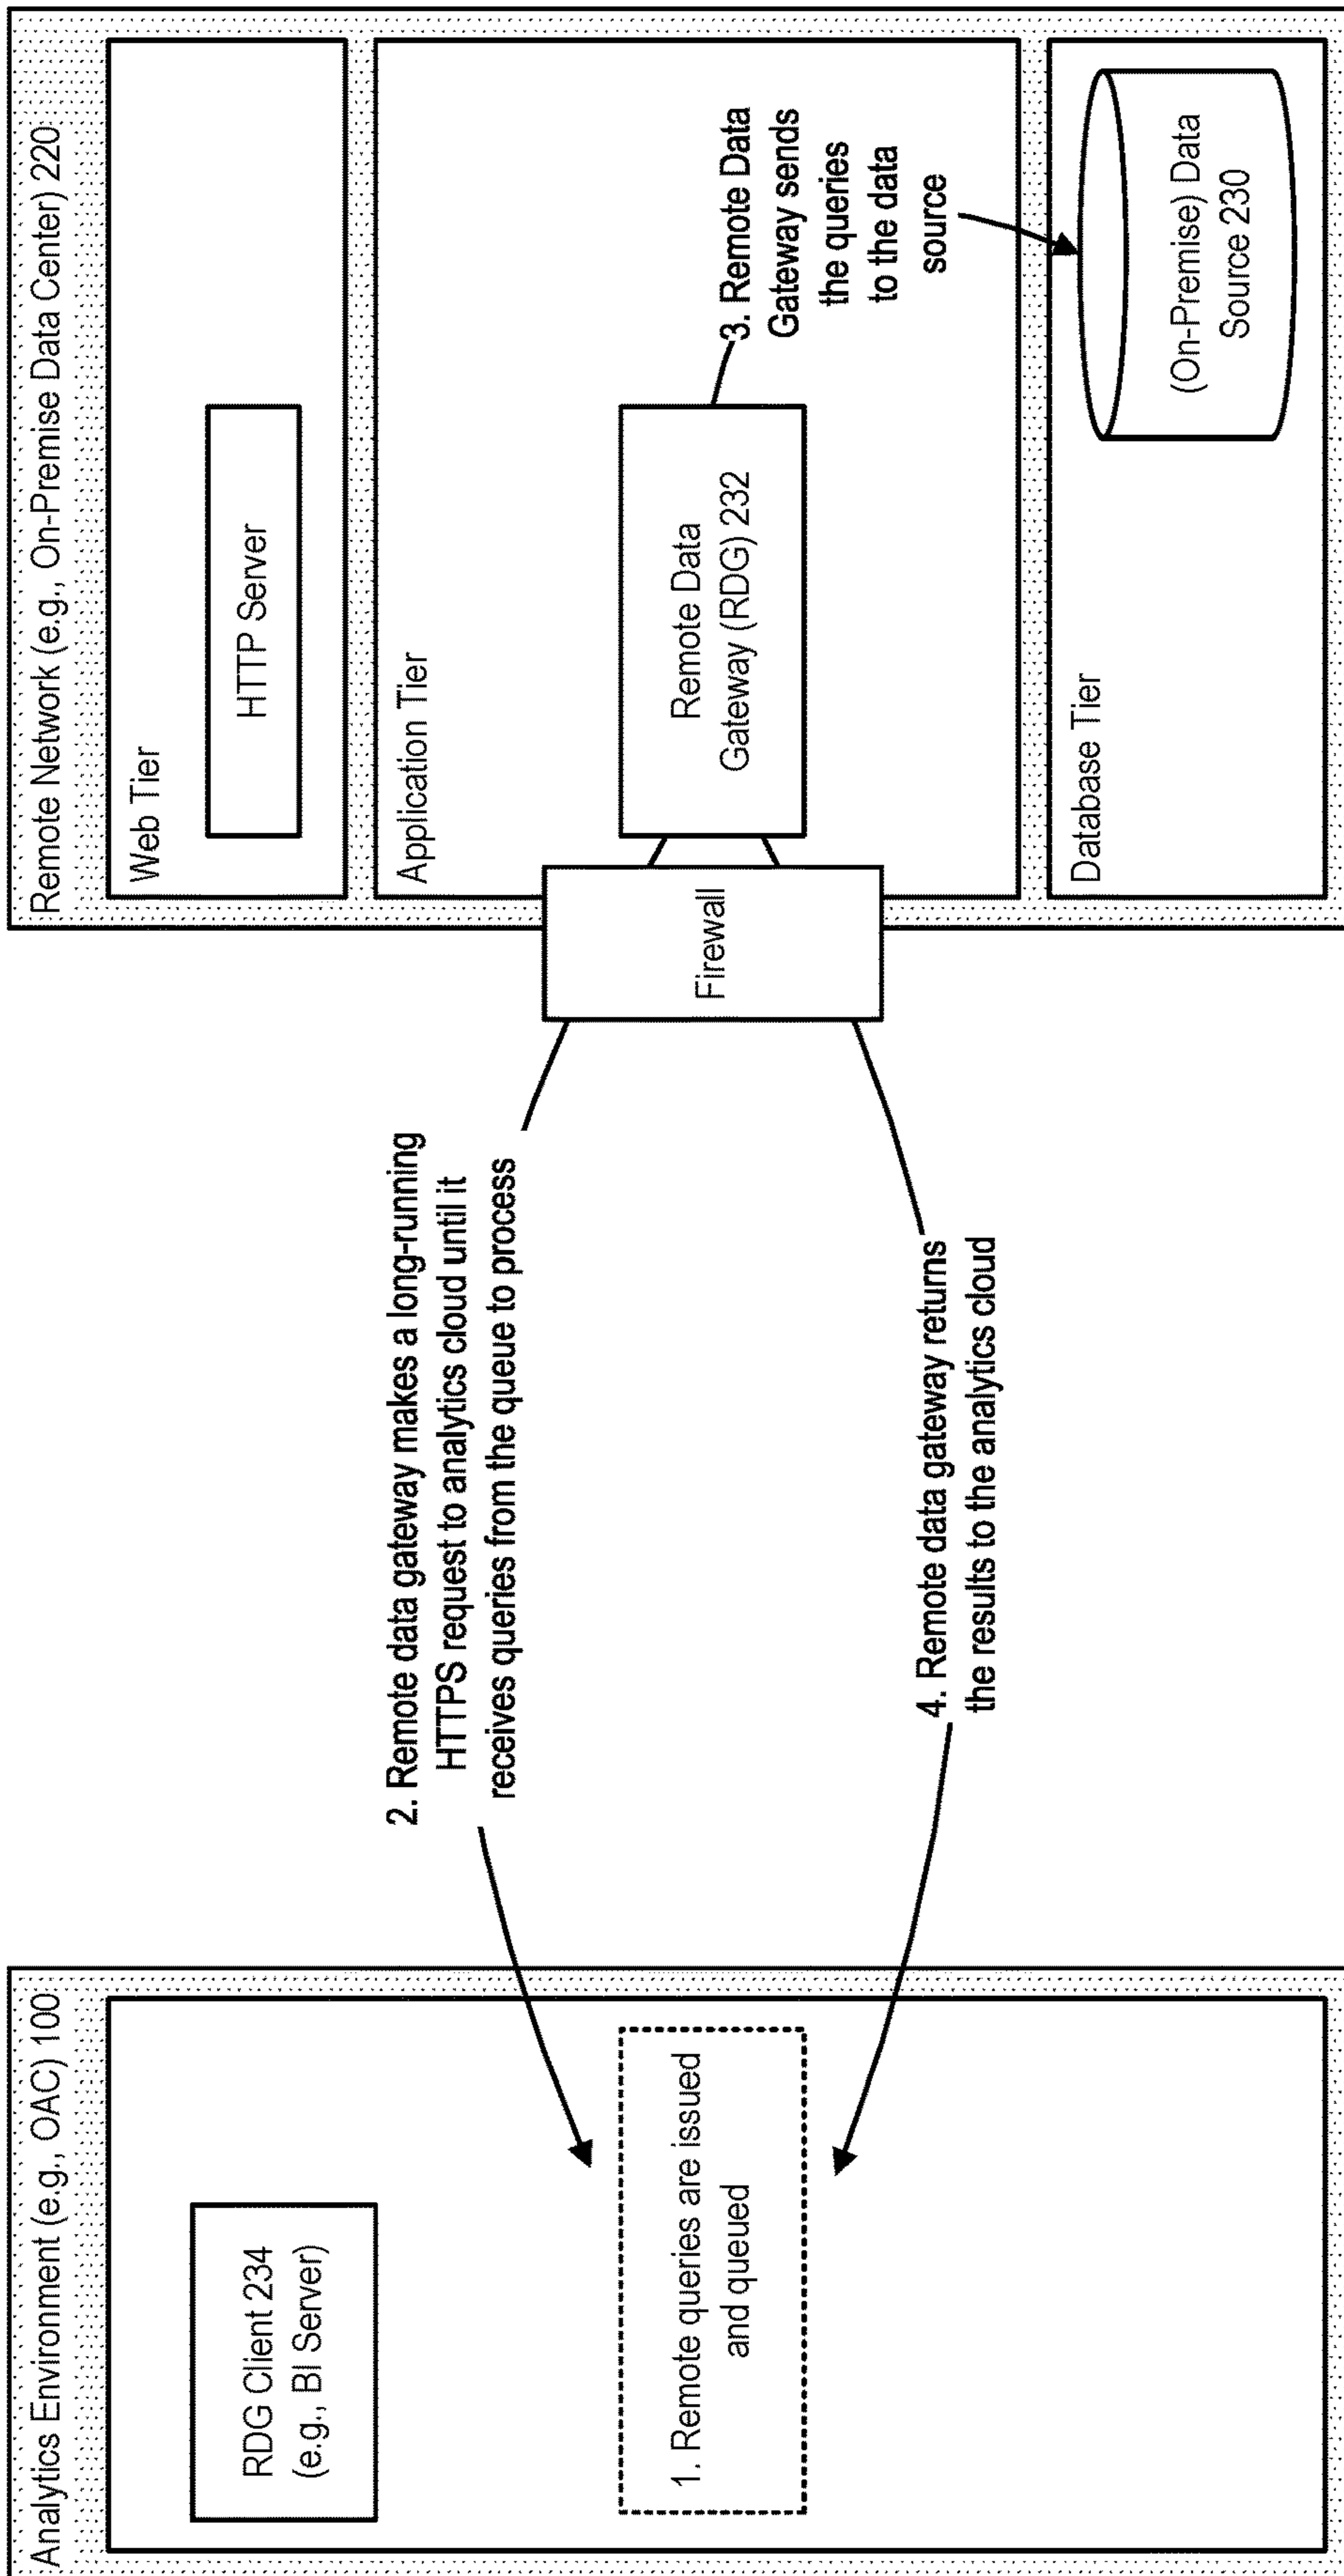 Analytics Environment (e.g., OAC) 100
RDG Client 234
(e.g., BI Server)
1. Remote queries are issued
and queued
2. Remote data gateway makes a long-running
HTTPS request to analytics cloud until it
receives queries from the queue to process
4. Remote data gateway returns
the results to the analytics cloud
Firewall
Remote Network (e.g., On-Premise Data Center) 220
Web Tier
HTTP Server
Application Tier
Remote Data
Gateway (RDG) 232
3. Remote Data
Gateway sends
the queries
to the data
source
Database Tier
(On-Premise) Data
Source 230